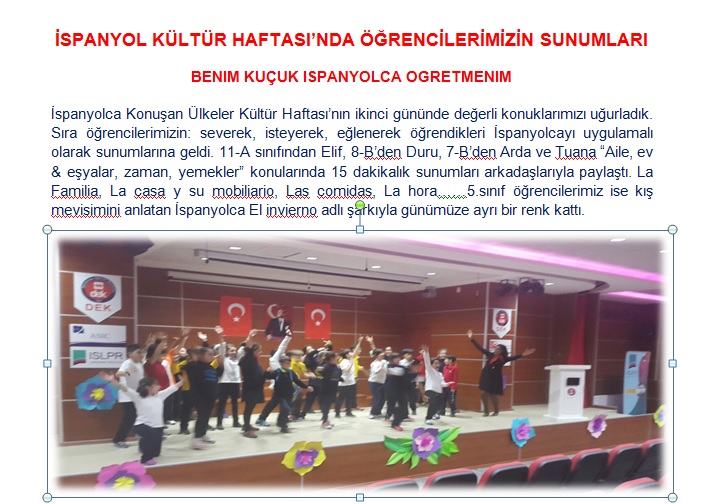 İSPANYOL KÜLTÜR HAFTASI’NDA ÖĞRENCİLERİMİZİN SUNUMLARI
BENIM KUÇUK ISPANYOLCA OGRETMENIM
İspanyolca Konuşan Ülkeler Kültür Haftası’nın ikinci gününde değerli konuklarımızı uğurladık.
Sıra öğrencilerimizin: severek, isteyerek, eğlenerek öğrendikleri İspanyolcayı uygulamalı
olarak sunumlarına geldi. 11-A sınıfından Elif, 8-B’den Duru, 7-B’den Arda ve Tuana “Aile, ev
& eşyalar, zaman, yemekler” konularında 15 dakikalık sunumları arkadaşlarıyla paylaştı. La
Familia, La casa y su mobiliario, Las comidas, La hora……5.sınıf öğrencilerimiz ise kış
mevisimini anlatan İspanyolca El invierno adlı şarkıyla günümüze ayrı bir renk kattı.
dek
DEK
ISLPR
DEK